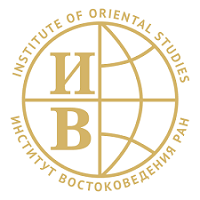 INSTITUTE OF ORIENTAL STUDIES
И
В
ИНСТИТУТ ВОСТОКОВЕДЕНИЯ РАН